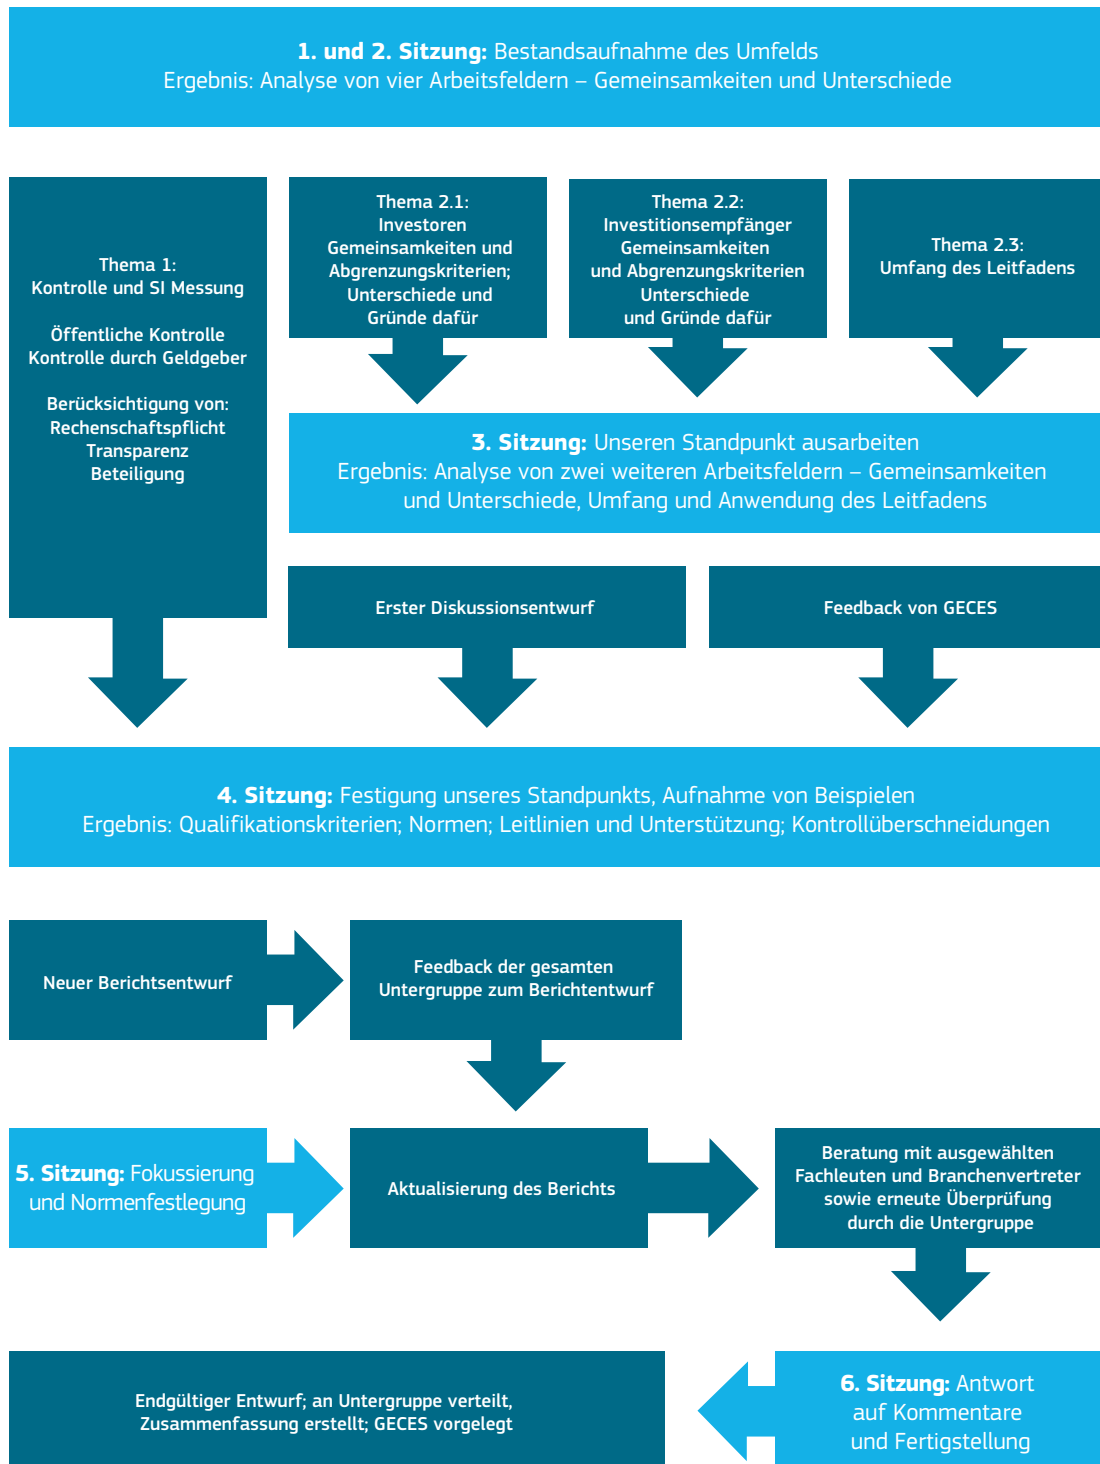 1. und 2. Sitzung: Bestandsaufnahme des Umfelds
Ergebnis: Analyse von vier Arbeitsfeldern – Gemeinsamkeiten und Unterschiede
Thema 1:
Kontrolle und SI Messung
Öffentliche Kontrolle
Kontrolle durch Geldgeber
Berücksichtigung von:
Rechenschaftspflicht
Transparenz
Beteiligung
Thema 2.1:
Investoren
Gemeinsamkeiten und
Abgrenzungskriterien;
Unterschiede und
Gründe dafür
Thema 2.2:
Investitionsempfänger
Gemeinsamkeiten
und Abgrenzungskriterien
Unterschiede
und Gründe dafür
Thema 2.3:
Umfang des Leitfadens
3. Sitzung: Unseren Standpunkt ausarbeiten
Ergebnis: Analyse von zwei weiteren Arbeitsfeldern – Gemeinsamkeiten
und Unterschiede, Umfang und Anwendung des Leitfadens
Erster Diskussionsentwurf
Feedback von GECES
4. Sitzung: Festigung unseres Standpunkts, Aufnahme von Beispielen
Ergebnis: Qualifikationskriterien; Normen; Leitlinien und Unterstützung; Kontrollüberschneidungen
Neuer Berichtsentwurf
Feedback der gesamten
Untergruppe zum Berichtentwurf
5. Sitzung: Fokussierung
und Normenfestlegung
Aktualisierung des Berichts
Beratung mit ausgewählten
Fachleuten und Branchenvertreter
sowie erneute Überprüfung
durch die Untergruppe
Endgültiger Entwurf; an Untergruppe verteilt,
Zusammenfassung erstellt; GECES vorgelegt
6. Sitzung: Antwort
auf Kommentare
und Fertigstellung